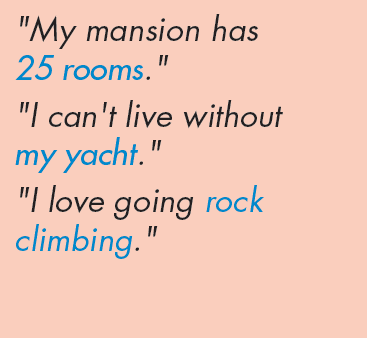 "My mansion has
25 rooms."
"I can't live without
my yacht."
"I love going rock
climbing."